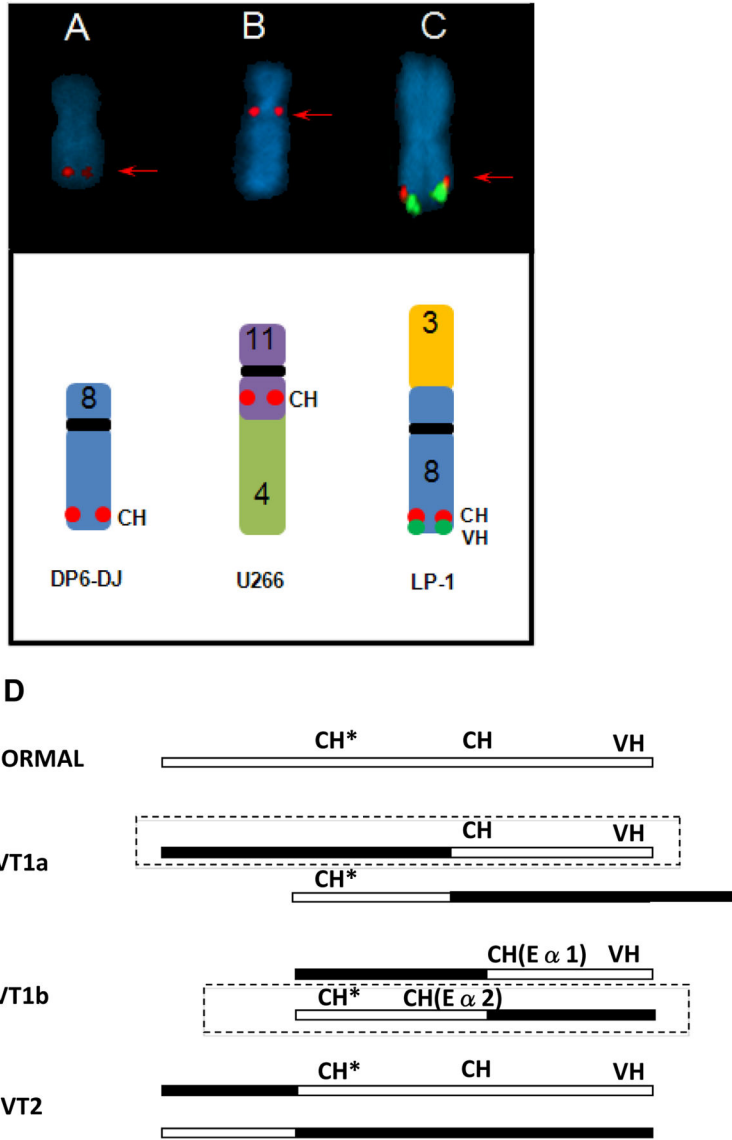 A B C
8 CH
DP6-DJ
11 CH
4
U266
3
8 CH
VH
LP-1
D
CH* CH VH
ORMAL
CH VH
VT1a
CH*
CH(E α 1) VH
VT1b
CH* CH(E α 2)
CH* CH VH
VT2